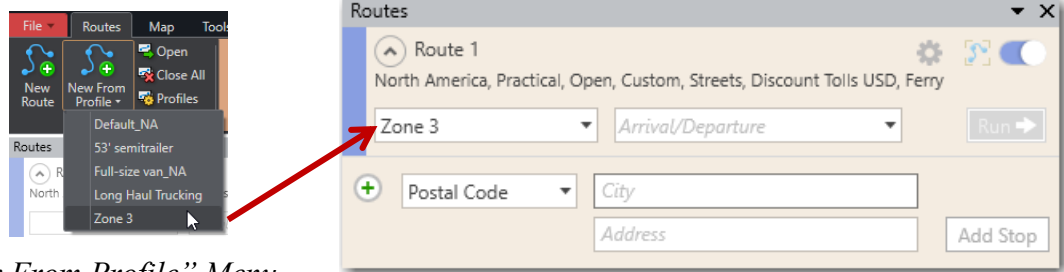 File Routes Map Tools
New Route
New From Profile
Open
Close All
Profiles
Default_NA
53' semitrailer
Full-size van_NA
Long Haul Trucking
Zone 3
Routes
North
Routes
Route 1
North America, Practical, Open, Custom, Streets, Discount Tolls USD, Ferry
Zone 3 Arrival/Departure Run
Postal Code City
Address Add Stop
From Profile” Menu